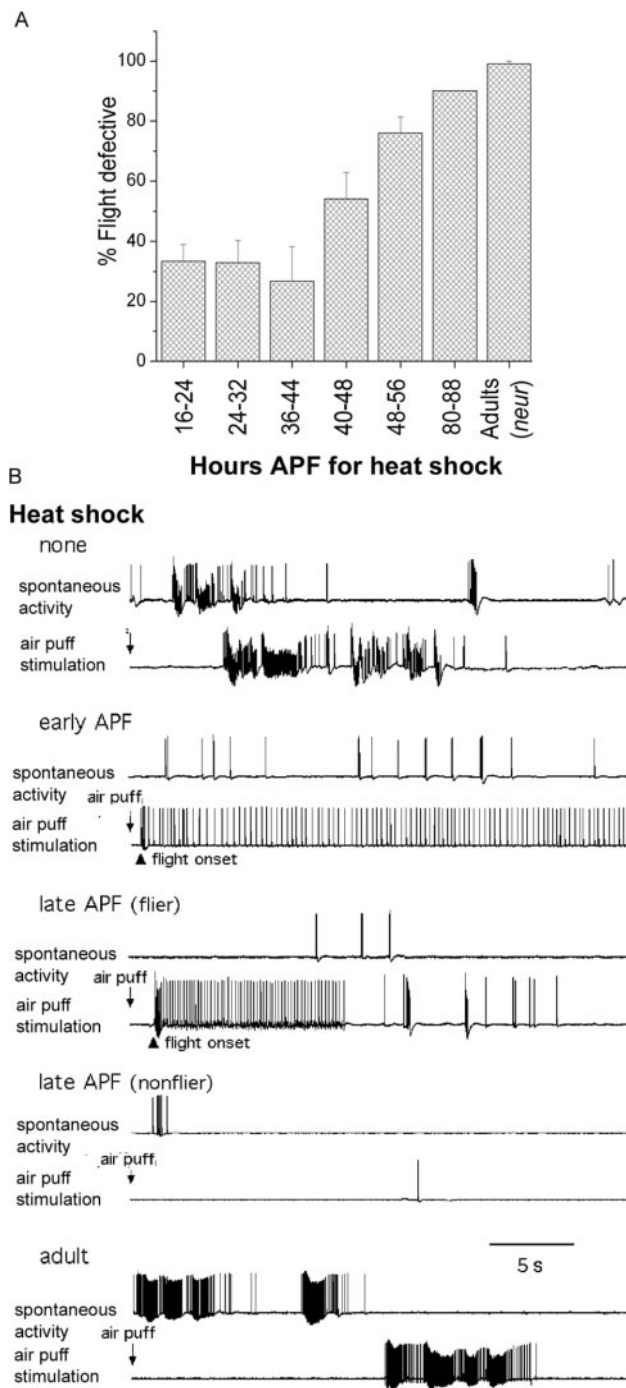 A
% Flight defective
100
80
60
40
20
0
16-24
24-32
36-44
40-48
48-56
80-88
Adults
(neur)
Hours APF for heat shock
B
Heat shock
none
spontaneous
activity
air puff
stimulation
early APF
spontaneous
activity
air puff
air puff
stimulation
flight onset
late APF (flier)
spontaneous
activity
air puff
air puff
stimulation
flight onset
late APF (nonflier)
spontaneous
activity
air puff
air puff
stimulation
5 s
adult
spontaneous
activity
air puff
air puff
stimulation